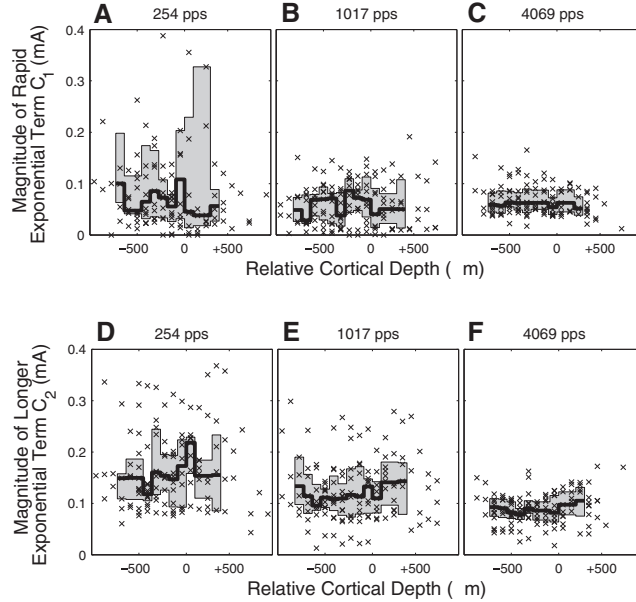 A 254 pps B 1017 pps C 4069 pps
0.4
0.3
0.2
0.1
0
Magnitude of Rapid
Exponential Term C1 (mA)
−500 0 +500 −500 0 +500 −500 0 +500
Relative Cortical Depth ( m)
D 254 pps E 1017 pps F 4069 pps
0.4
0.3
0.2
0.1
0
Magnitude of Longer
Exponential Term C2 (mA)
−500 0 +500 −500 0 +500 −500 0 +500
Relative Cortical Depth ( m)